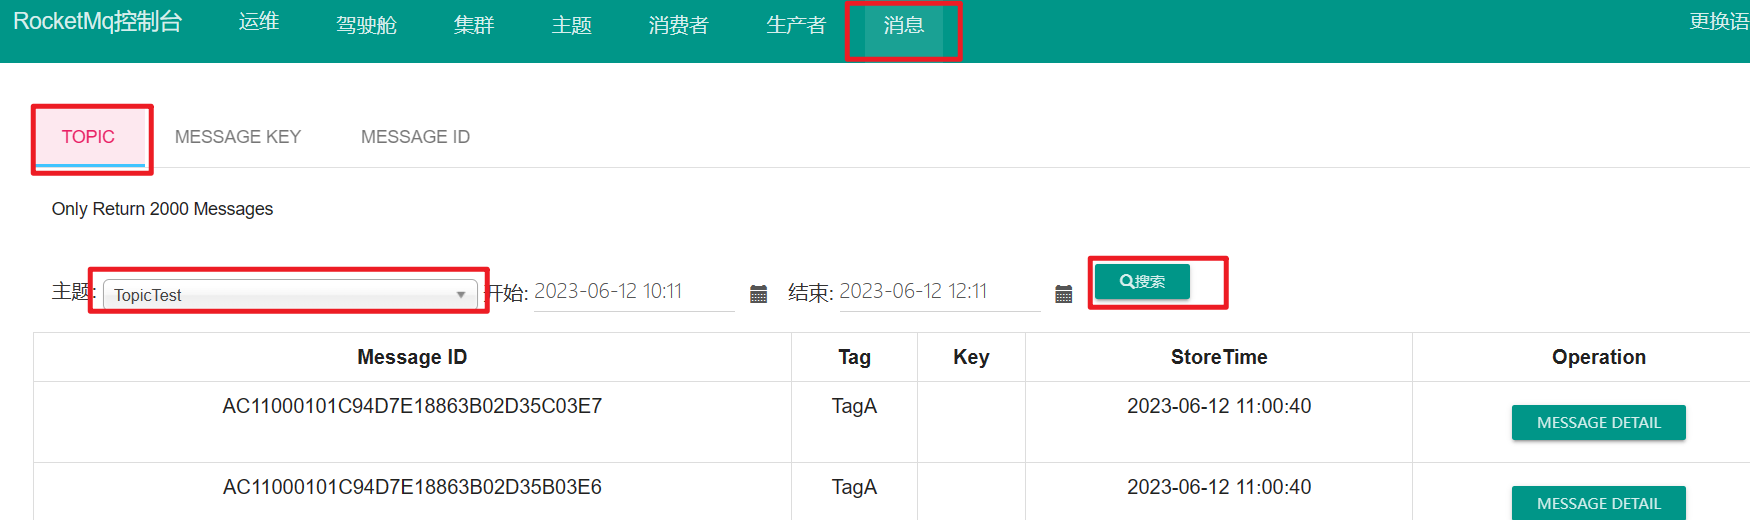 RocketMq控制台 运维 驾驶舱 集群 主题 消费者 生产者 消息 更换语
TOPIC MESSAGE KEY MESSAGE ID
Only Return 2000 Messages
主题: TopicTest 开始: 2023-06-12 10:11 结束: 2023-06-12 12:11 搜索
Message ID Tag Key StoreTime Operation
AC11000101C94D7E18863B02D35C03E7 TagA 2023-06-12 11:00:40 MESSAGE DETAIL
AC11000101C94D7E18863B02D35B03E6 TagA 2023-06-12 11:00:40 MESSAGE DETAIL